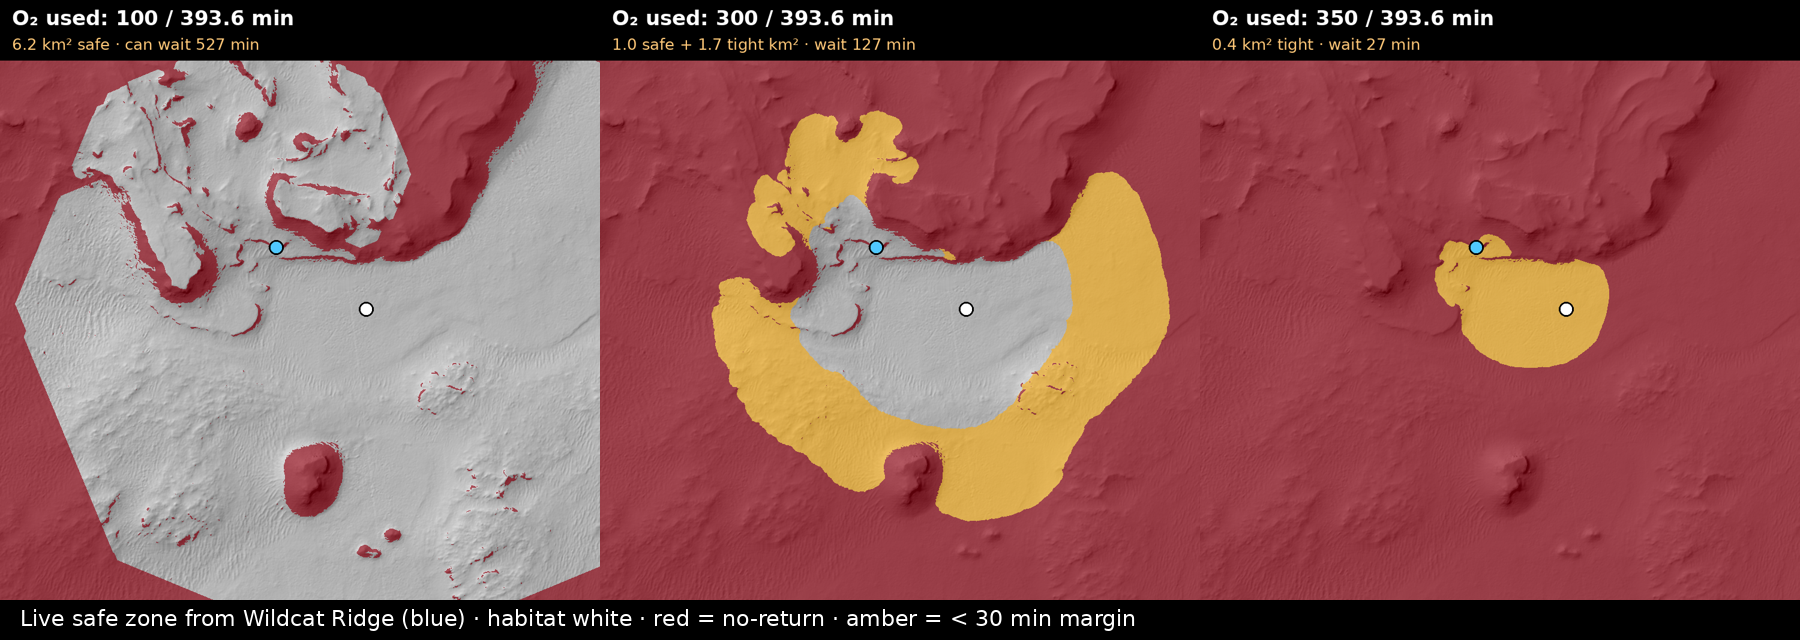 O₂ used: 100 / 393.6 min
6.2 km² safe · can wait 527 min
O₂ used: 300 / 393.6 min
1.0 safe + 1.7 tight km² · wait 127 min
O₂ used: 350 / 393.6 min
0.4 km² tight · wait 27 min
Live safe zone from Wildcat Ridge (blue) · habitat white · red = no-return · amber = < 30 min margin